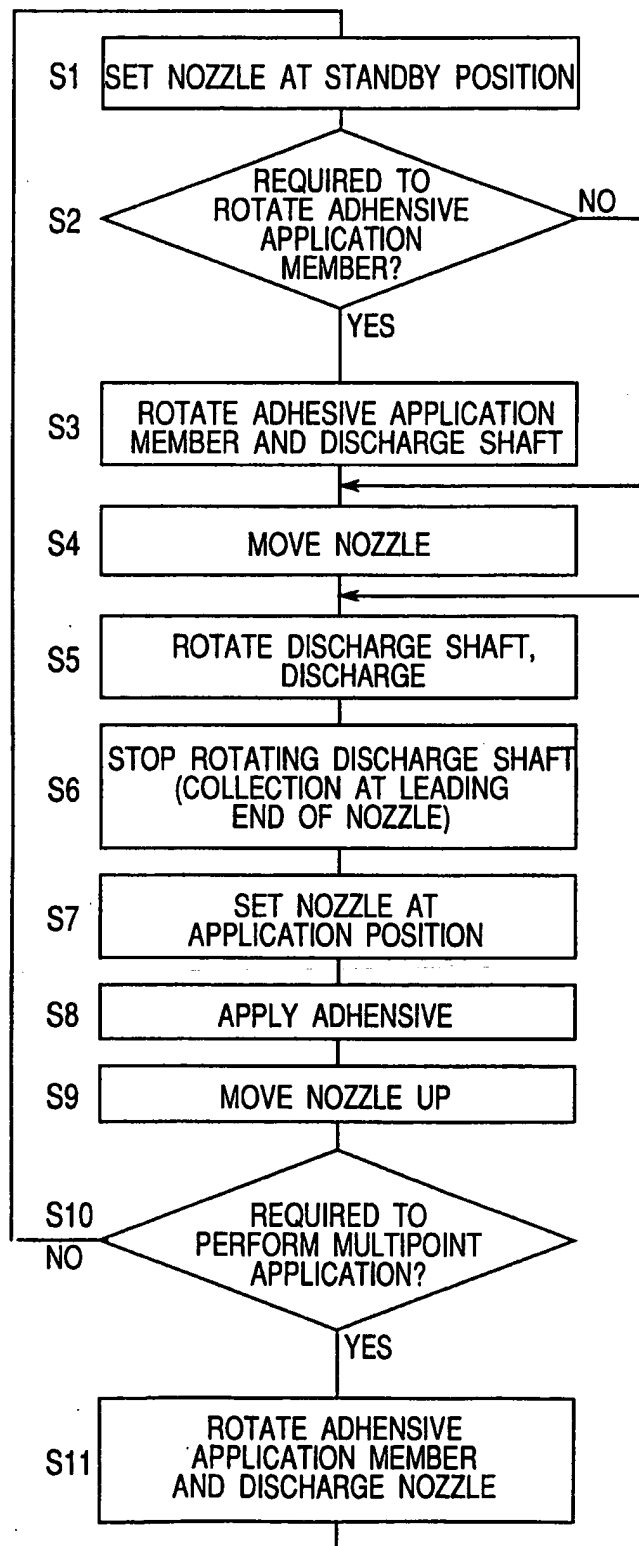 S1
SET NOZZLE AT STANDBY POSITION
S2
REQUIRED TO
ROTATE ADHENSIVE
APPLICATION
MEMBER?
NO
YES
S3
ROTATE ADHESIVE APPLICATION
MEMBER AND DISCHARGE SHAFT
S4
MOVE NOZZLE
S5
ROTATE DISCHARGE SHAFT,
DISCHARGE
S6
STOP ROTATING DISCHARGE SHAFT
(COLLECTION AT LEADING
END OF NOZZLE)
S7
SET NOZZLE AT
APPLICATION POSITION
S8
APPLY ADHENSIVE
S9
MOVE NOZZLE UP
S10
NO
REQUIRED TO
PERFORM MULTIPOINT
APPLICATION?
YES
S11
ROTATE ADHENSIVE
APPLICATION MEMBER
AND DISCHARGE NOZZLE